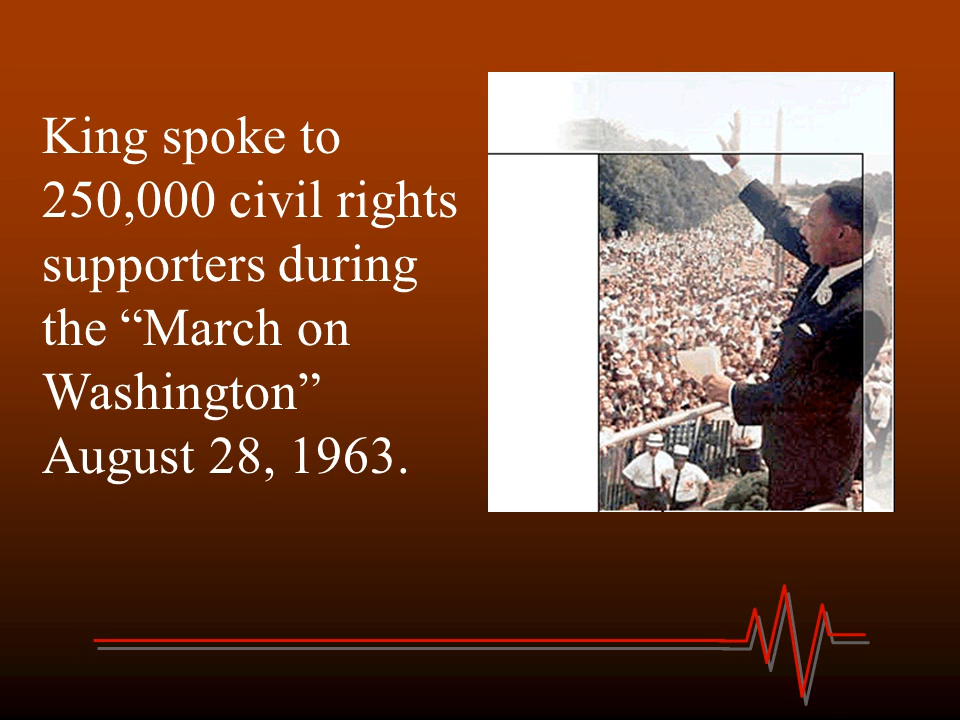 King spoke to
250,000 civil rights
supporters during
the “March on
Washington”
August 28, 1963.